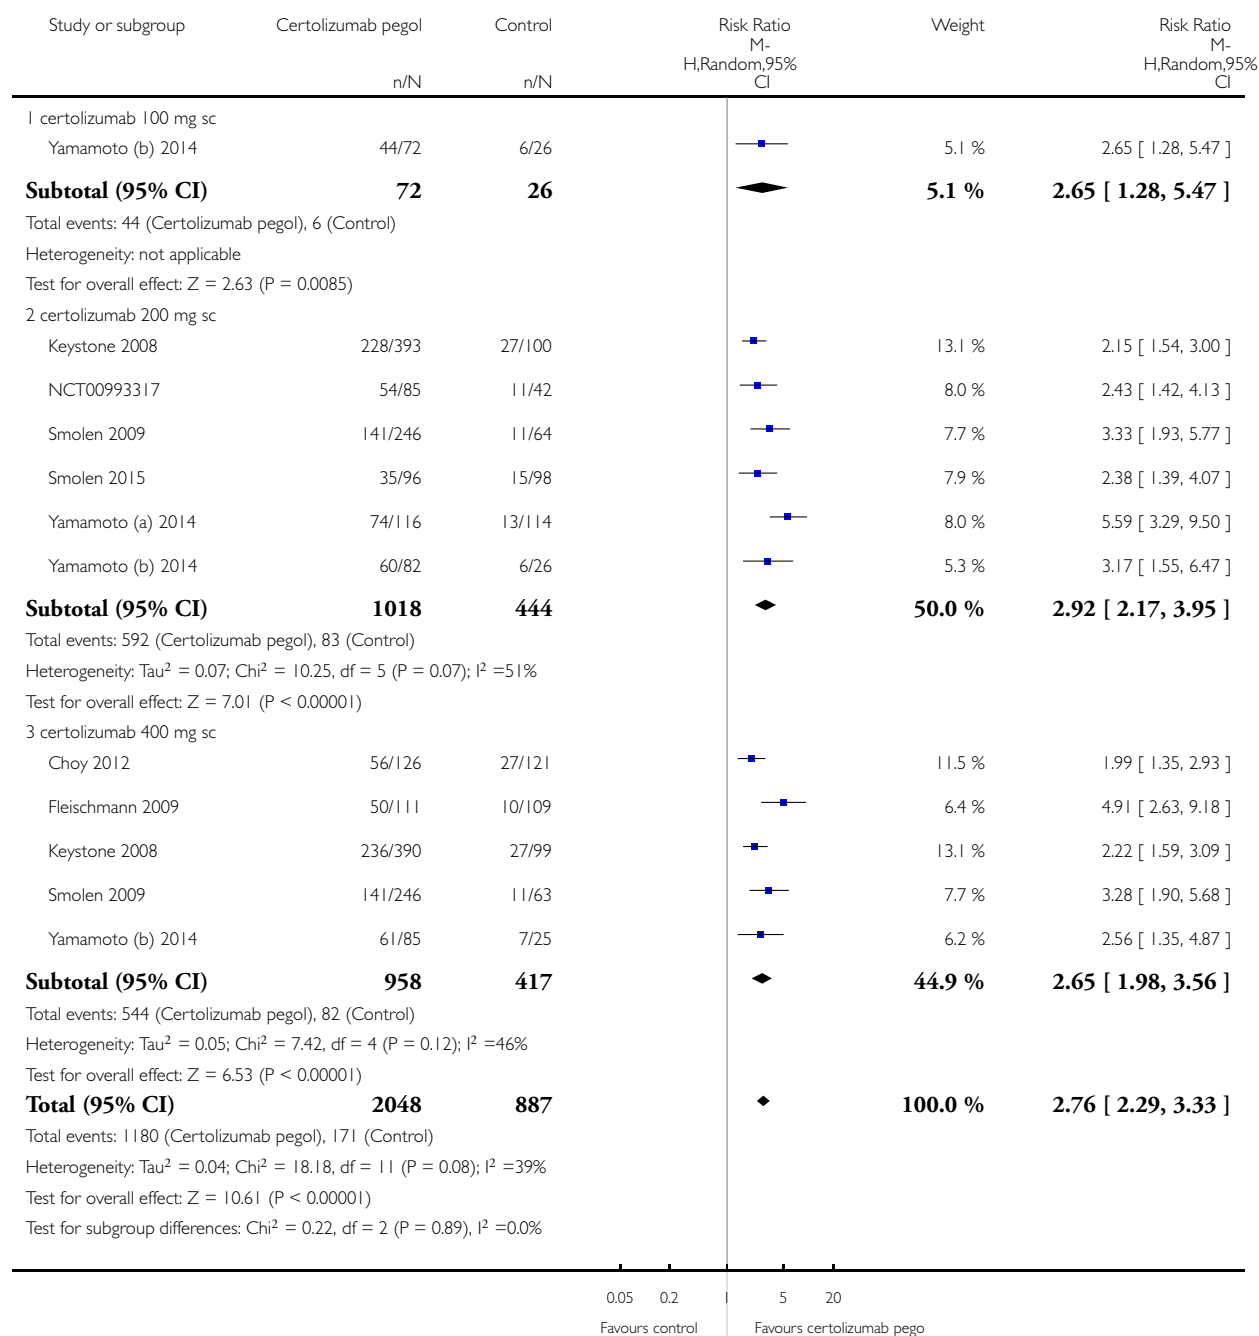 Study or subgroup Certolizumab pegol Control Risk Ratio Weight Risk Ratio
M- M-
H,Random,95% H,Random,95%
n/N n/N CI CI
1 certolizumab 100 mg sc
Yamamoto (b) 2014 44/72 6/26 5.1 % 2.65 [ 1.28, 5.47 ]
Subtotal (95% CI) 72 26 5.1 % 2.65 [ 1.28, 5.47 ]
Total events: 44 (Certolizumab pegol), 6 (Control)
Heterogeneity: not applicable
Test for overall effect: Z = 2.63 (P = 0.0085)
2 certolizumab 200 mg sc
Keystone 2008 228/393 27/100 13.1 % 2.15 [ 1.54, 3.00 ]
NCT00993317 54/85 11/42 8.0 % 2.43 [ 1.42, 4.13 ]
Smolen 2009 141/246 11/64 7.7 % 3.33 [ 1.93, 5.77 ]
Smolen 2015 35/96 15/98 7.9 % 2.38 [ 1.39, 4.07 ]
Yamamoto (a) 2014 74/116 13/114 8.0 % 5.59 [ 3.29, 9.50 ]
Yamamoto (b) 2014 60/82 6/26 5.3 % 3.17 [ 1.55, 6.47 ]
Subtotal (95% CI) 1018 444 50.0 % 2.92 [ 2.17, 3.95 ]
Total events: 592 (Certolizumab pegol), 83 (Control)
Heterogeneity: Tau² = 0.07; Chi² = 10.25, df = 5 (P = 0.07); I² =51%
Test for overall effect: Z = 7.01 (P < 0.00001)
3 certolizumab 400 mg sc
Choy 2012 56/126 27/121 11.5 % 1.99 [ 1.35, 2.93 ]
Fleischmann 2009 50/111 10/109 6.4 % 4.91 [ 2.63, 9.18 ]
Keystone 2008 236/390 27/99 13.1 % 2.22 [ 1.59, 3.09 ]
Smolen 2009 141/246 11/63 7.7 % 3.28 [ 1.90, 5.68 ]
Yamamoto (b) 2014 61/85 7/25 6.2 % 2.56 [ 1.35, 4.87 ]
Subtotal (95% CI) 958 417 44.9 % 2.65 [ 1.98, 3.56 ]
Total events: 544 (Certolizumab pegol), 82 (Control)
Heterogeneity: Tau² = 0.05; Chi² = 7.42, df = 4 (P = 0.12); I² =46%
Test for overall effect: Z = 6.53 (P < 0.00001)
Total (95% CI) 2048 887 100.0 % 2.76 [ 2.29, 3.33 ]
Total events: 1180 (Certolizumab pegol), 171 (Control)
Heterogeneity: Tau² = 0.04; Chi² = 18.18, df = 11 (P = 0.08); I² =39%
Test for overall effect: Z = 10.61 (P < 0.00001)
Test for subgroup differences: Chi² = 0.22, df = 2 (P = 0.89), I² =0.0%
0.05 0.2 1 5 20
Favours control Favours certolizumab pego